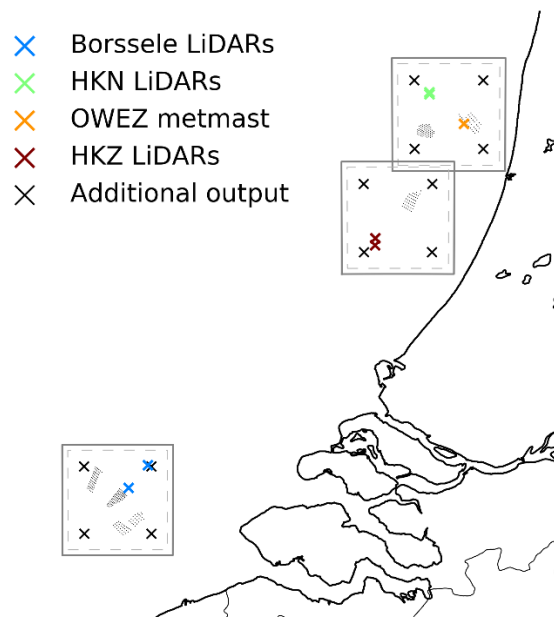 Borssele LiDARs
HKN LiDARs
OWEZ metmast
HKZ LiDARs
Additional output